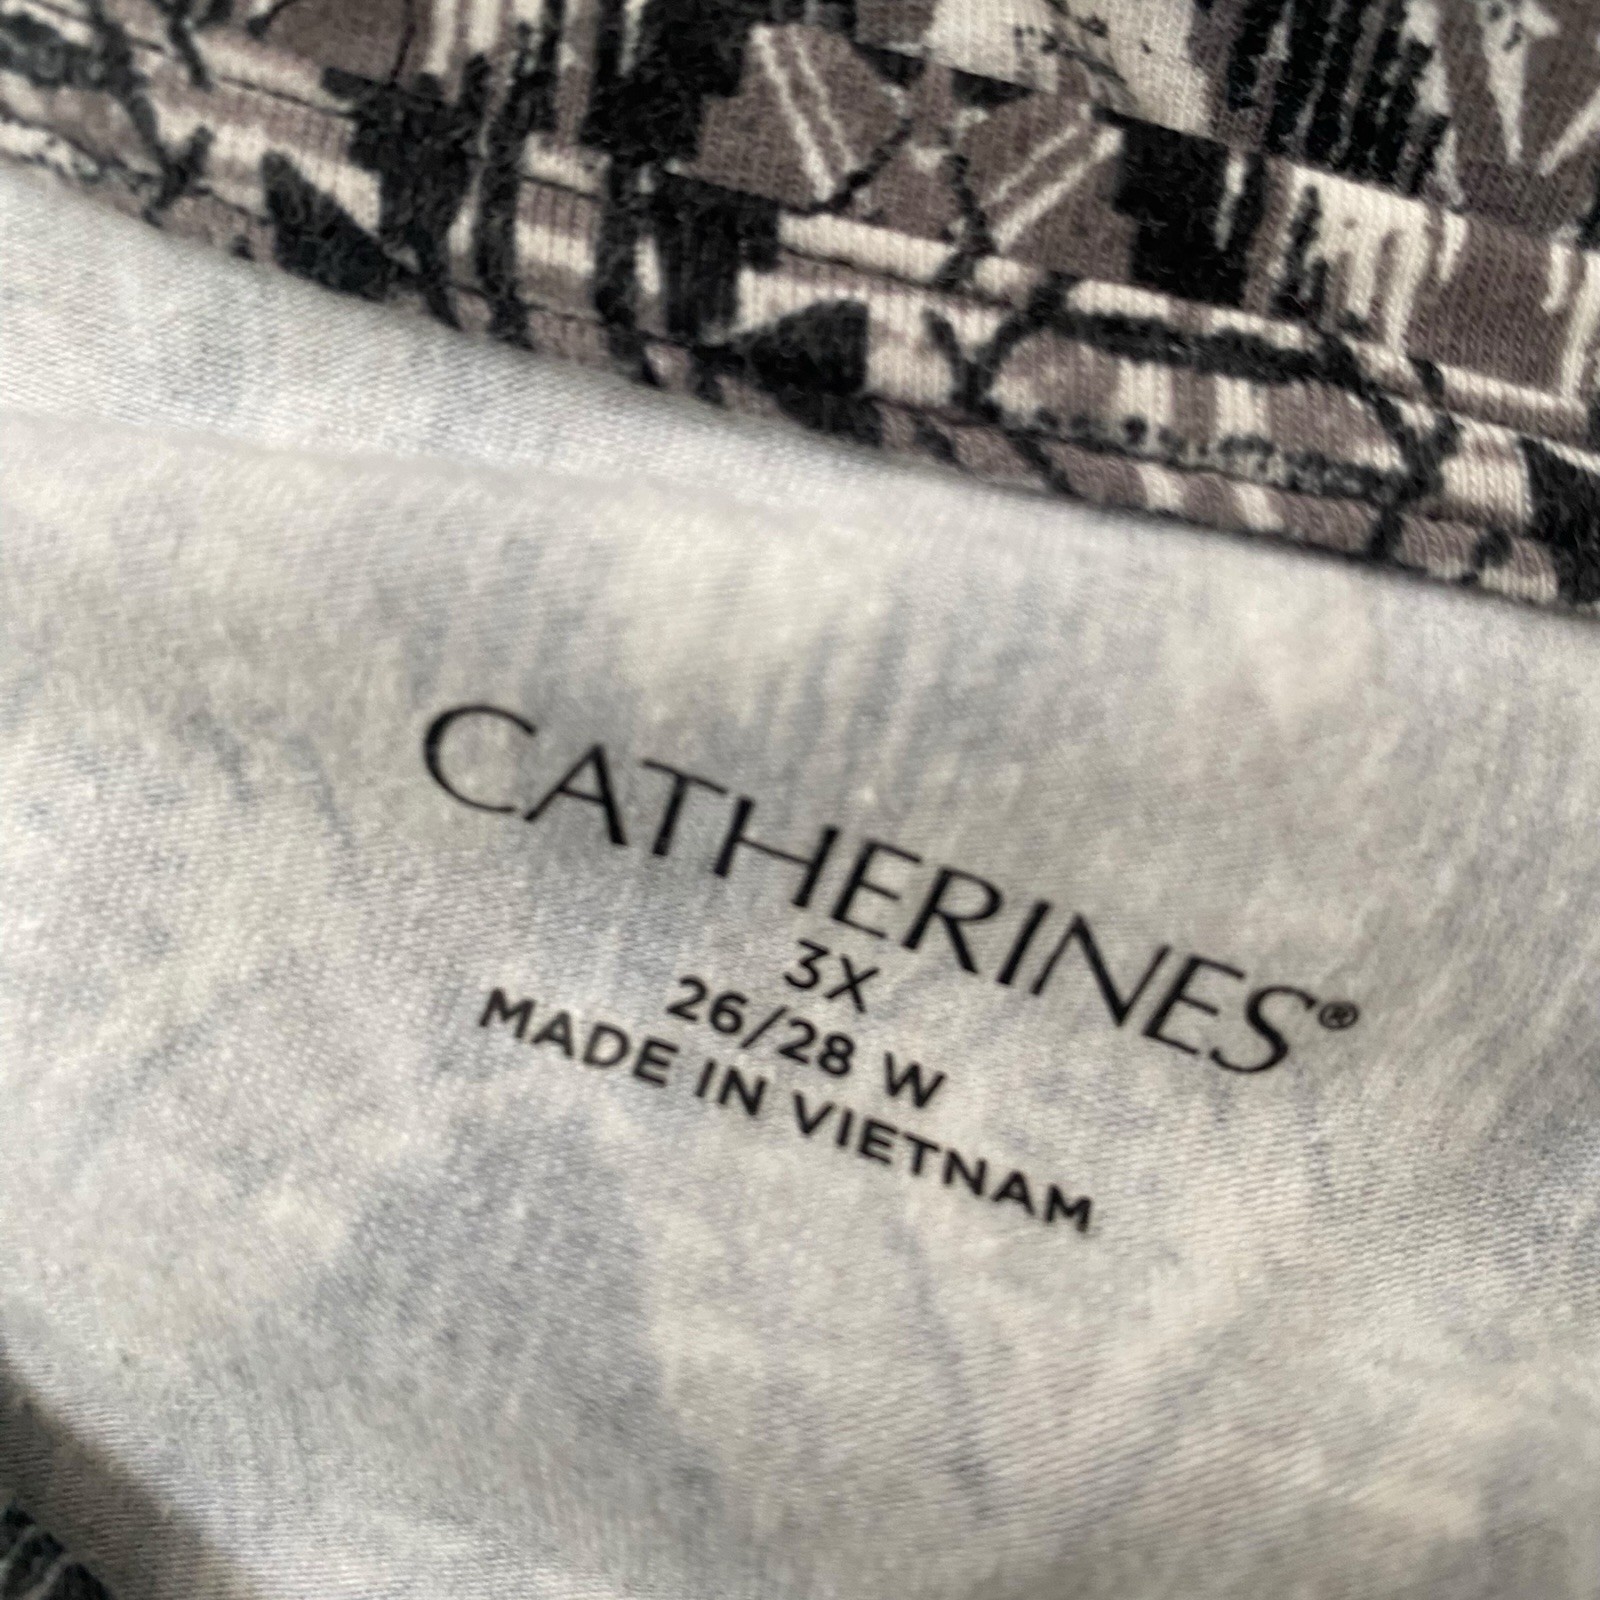 CATHERINES®
3X
26/28 W
MADE IN VIETNAM